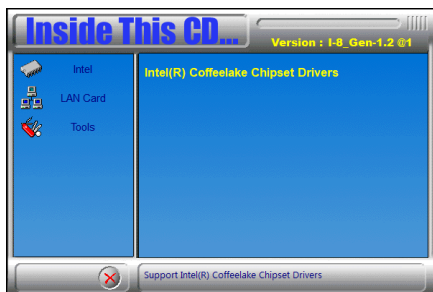 Inside This CD...
Version : I-8_Gen-1.2 @1
Intel
LAN Card
Tools
Intel(R) Coffeelake Chipset Drivers
Support Intel(R) Coffeelake Chipset Drivers